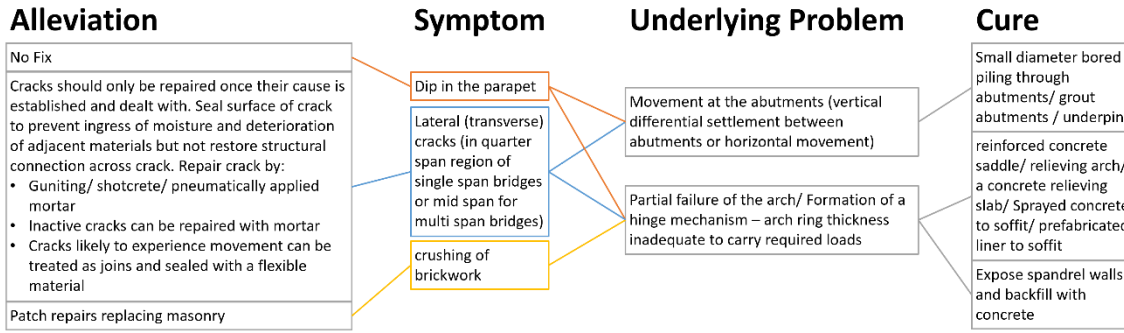 Alleviation
Symptom
Underlying Problem
Cure
No Fix
Cracks should only be repaired once their cause is
established and dealt with. Seal surface of crack
to prevent ingress of moisture and deterioration
of adjacent materials but not restore structural
connection across crack. Repair crack by:
• Guniting/ shotcrete/ pneumatically applied
mortar
• Inactive cracks can be repaired with mortar
• Cracks likely to experience movement can be
treated as joins and sealed with a flexible
material
Patch repairs replacing masonry
Dip in the parapet
Lateral (transverse)
cracks (in quarter
span region of
single span bridges
or mid span for
multi span bridges)
crushing of
brickwork
Movement at the abutments (vertical
differential settlement between
abutments or horizontal movement)
Partial failure of the arch/ Formation of a
hinge mechanism – arch ring thickness
inadequate to carry required loads
Small diameter bored
piling through
abutments/ grout
abutments / underpin
reinforced concrete
saddle/ relieving arch/
a concrete relieving
slab/ Sprayed concrete
to soffit/ prefabricated
liner to soffit
Expose spandrel walls
and backfill with
concrete